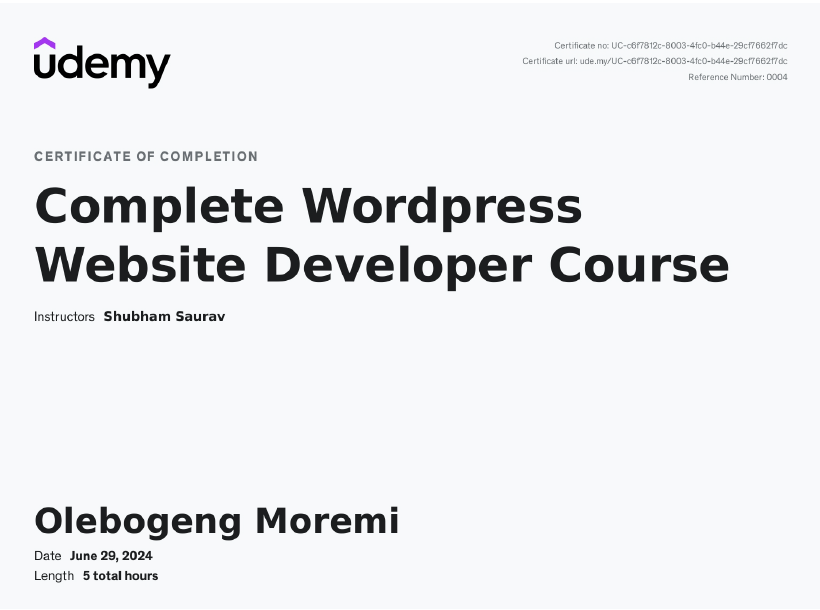 udemy
Certificate no: UC-c6f7812c-8003-4fc0-b44e-29cf7662f7dc
Certificate url: ude.my/UC-c6f7812c-8003-4fc0-b44e-29cf7662f7dc
Reference Number: 0004
CERTIFICATE OF COMPLETION
Complete Wordpress
Website Developer Course
Instructors Shubham Saurav
Olebogeng Moremi
Date June 29, 2024
Length 5 total hours